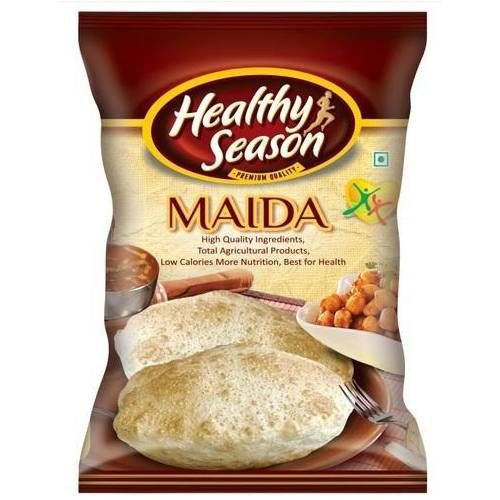 Healthy
Season
PREMIUM QUALITY
MAIDA
High Quality Ingredients,
Total Agricultural Products,
Low Calories More Nutrition, Best for Health